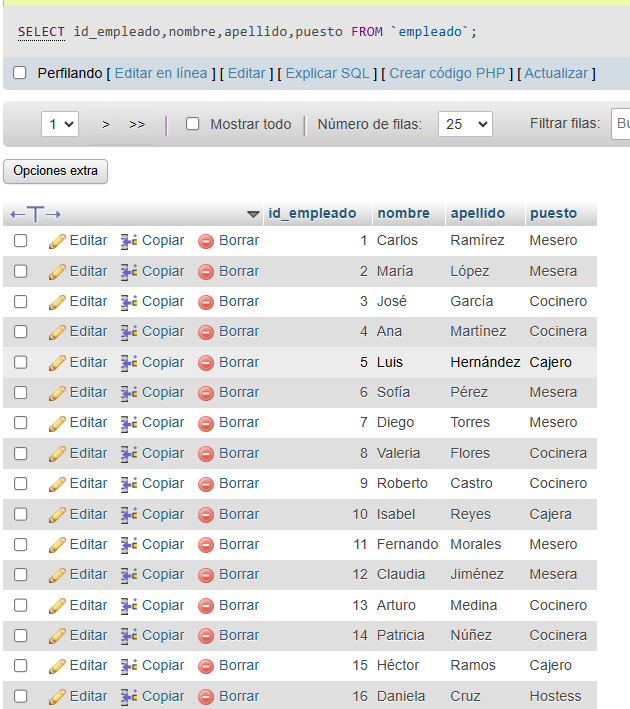 SELECT id_empleado,nombre,apellido,puesto FROM `empleado`;
Perfilando [ Editar en línea ] [ Editar ] [ Explicar SQL ] [ Crear código PHP ] [ Actualizar ]
1 > >> | Mostrar todo | Número de filas: 25 Filtrar filas:
Opciones extra
←T→ id_empleado nombre apellido puesto
Editar Copiar Borrar 1 Carlos Ramírez Mesero
Editar Copiar Borrar 2 María López Mesera
Editar Copiar Borrar 3 José García Cocinero
Editar Copiar Borrar 4 Ana Martínez Cocinera
Editar Copiar Borrar 5 Luis Hernández Cajero
Editar Copiar Borrar 6 Sofía Pérez Mesera
Editar Copiar Borrar 7 Diego Torres Mesero
Editar Copiar Borrar 8 Valeria Flores Cocinera
Editar Copiar Borrar 9 Roberto Castro Cocinero
Editar Copiar Borrar 10 Isabel Reyes Cajera
Editar Copiar Borrar 11 Fernando Morales Mesero
Editar Copiar Borrar 12 Claudia Jiménez Mesera
Editar Copiar Borrar 13 Arturo Medina Cocinero
Editar Copiar Borrar 14 Patricia Núñez Cocinera
Editar Copiar Borrar 15 Héctor Ramos Cajero
Editar Copiar Borrar 16 Daniela Cruz Hostess